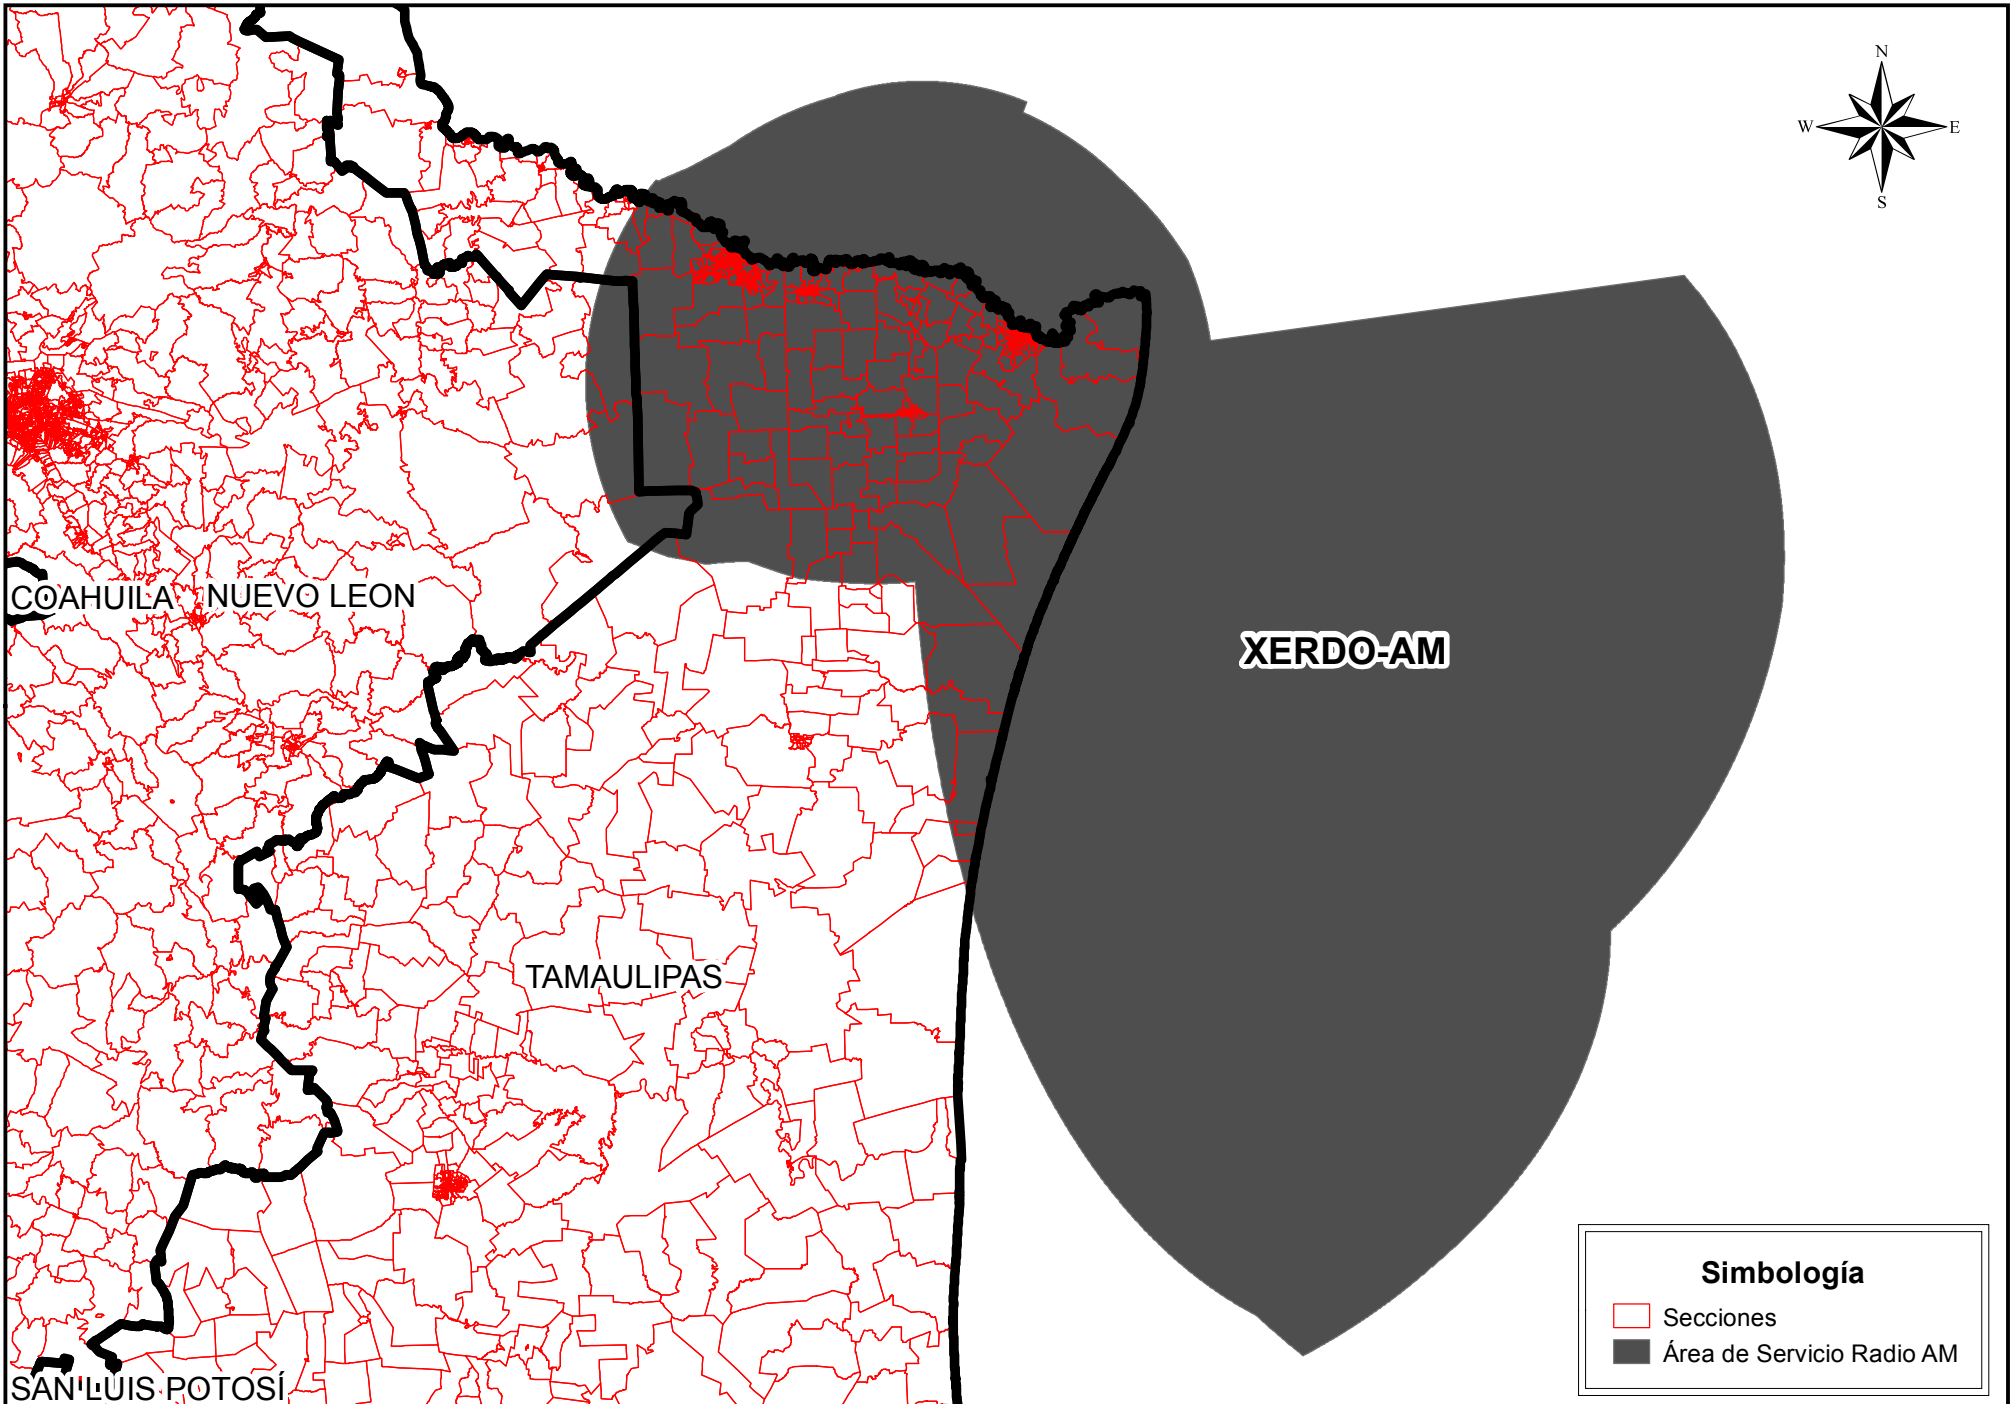 N
W E
S
COAHUILA NUEVO LEON
XERDO-AM
TAMAULIPAS
Simbología
Secciones
Área de Servicio Radio AM
SAN LUIS POTOSÍ